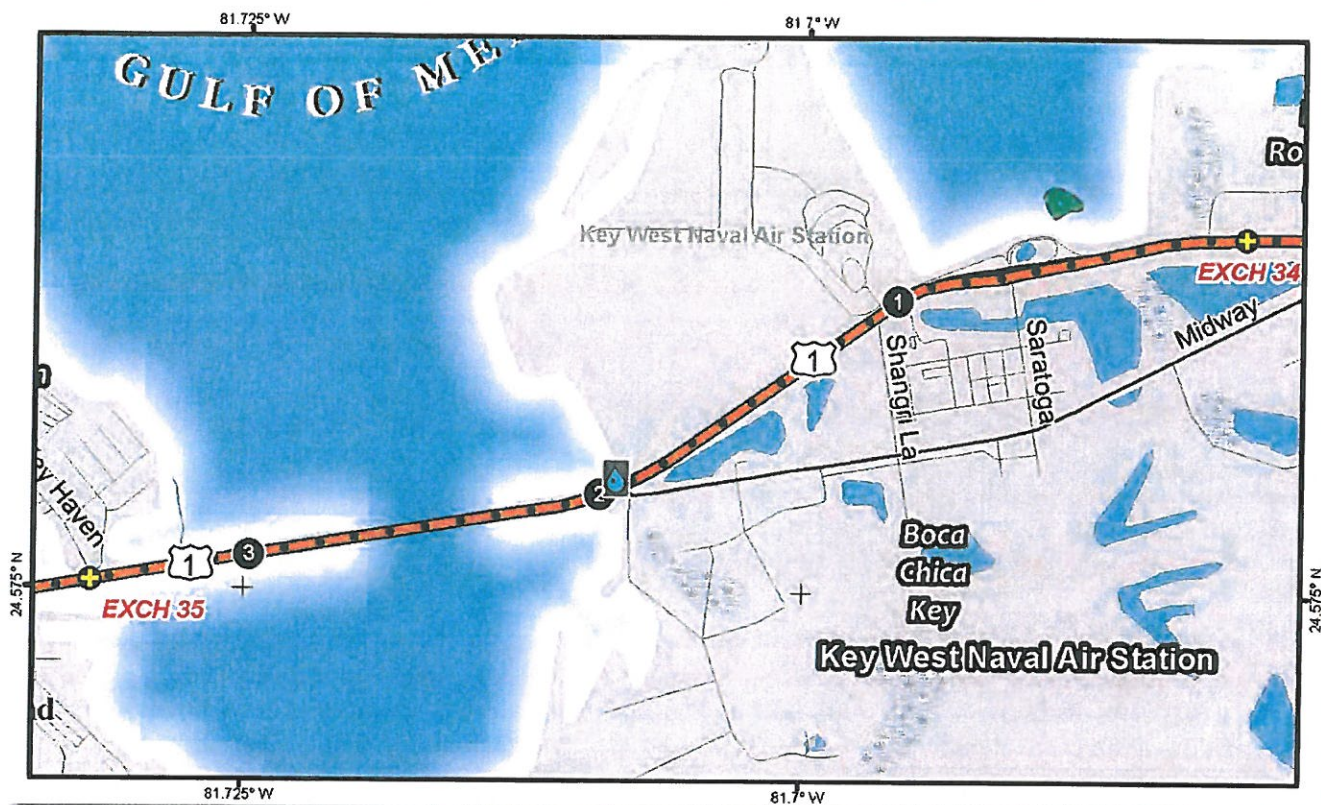 81.725° W
81.7° W
GULF OF ME
Ro
Key West Naval Air Station
EXCH 34
1
1
Midway
Saratoga
Shangri La
2
Haven
3
1
EXCH 35
24.575° N
24.575° N
Boca
Chica
Key
Key West Naval Air Station
d
81.725° W
81.7° W